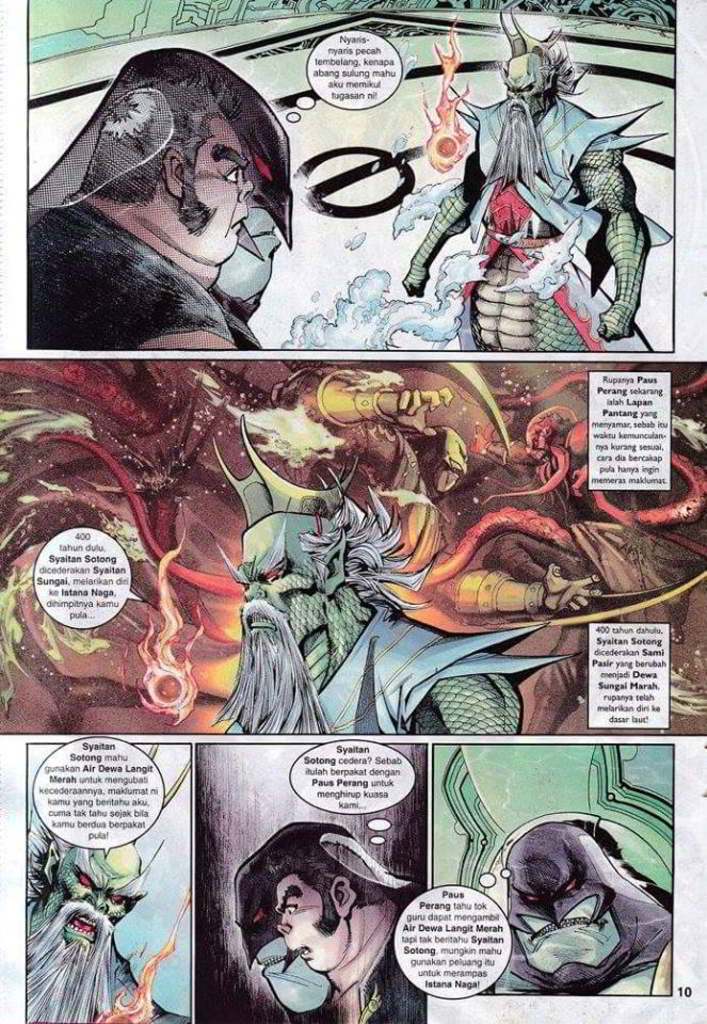 Nyaris-
nyaris pecah
tembelang, kenapa
abang sulung mahu
aku memikul
tugasan ni!
Rupanya Paus
Perang sekarang
ialah Lapan
Pantang yang
menyamar, sebab itu
waktu kemunculan-
nya kurang sesuai,
cara dia bercakap
pula hanya ingin
memeras maklumat.
400
tahun dulu,
Syaitan Sotong
dicederakan Syaitan
Sungai, melarikan diri
ke Istana Naga,
dihimpitnya kamu
pula...
400 tahun dahulu,
Syaitan Sotong
dicederakan Sami
Pasir yang berubah
menjadi Dewa
Sungai Marah,
rupanya telah
melarikan diri ke
dasar laut!
Syaitan
Sotong mahu
gunakan Air Dewa Langit
Merah untuk mengubati
kecederaannya, maklumat ni
kamu yang beritahu aku,
cuma tak tahu sejak bila
kamu berdua berpakat
pula!
Syaitan
Sotong cedera? Sebab
itulah berpakat dengan
Paus Perang untuk
menghirup kuasa
kami...
Paus
Perang tahu tok
guru dapat mengambil
Air Dewa Langit Merah
tapi tak beritahu Syaitan
Sotong, mungkin mahu
gunakan peluang itu
untuk merampas
Istana Naga!
10